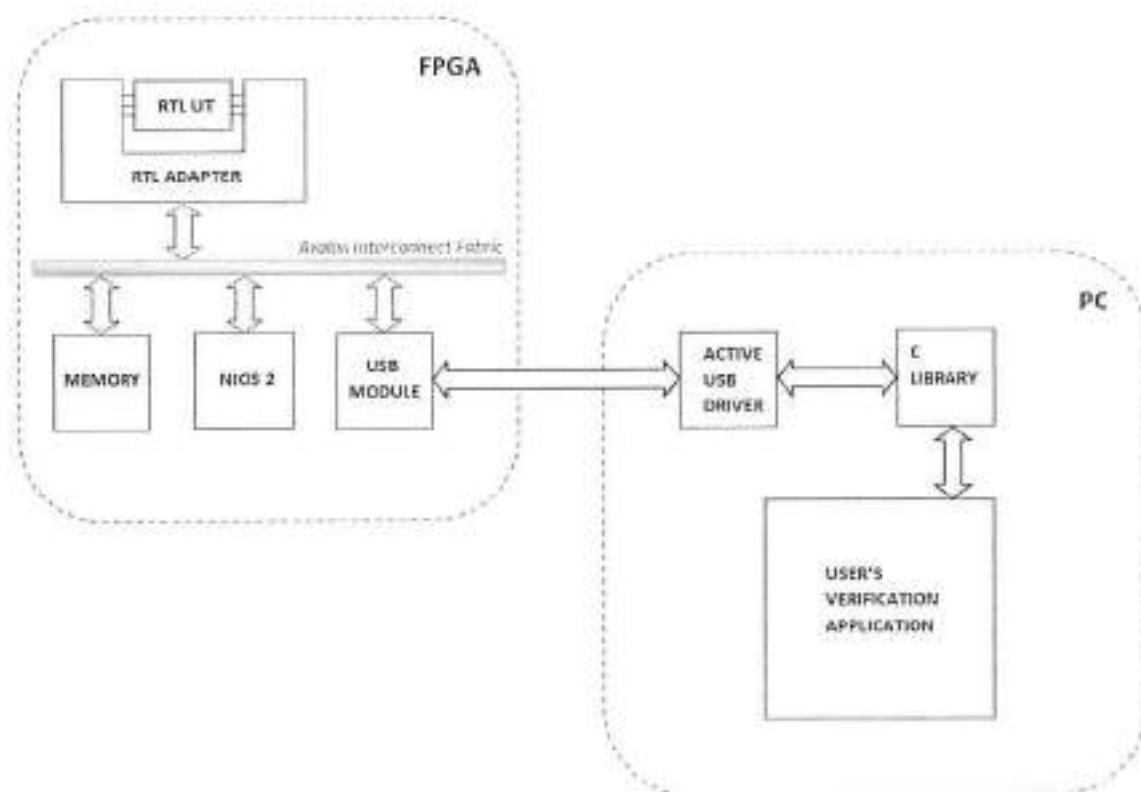 FPGA
RTL UT
RTL ADAPTER
Avalon Interconnect Fabric
MEMORY
NIOS 2
USB
MODULE
PC
ACTIVE
USB
DRIVER
C
LIBRARY
USER'S
VERIFICATION
APPLICATION